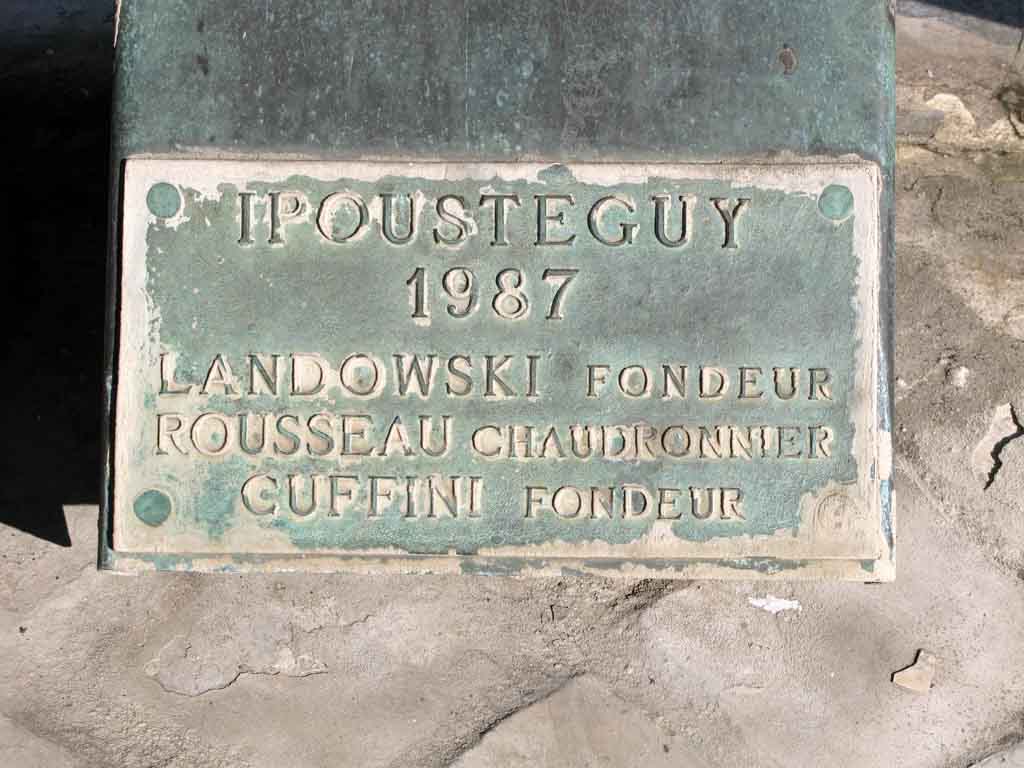 IPOUSTEGUY
1987
LANDOWSKI FONDEUR
ROUSSEAU CHAUDRONNIER
CUFFINI FONDEUR